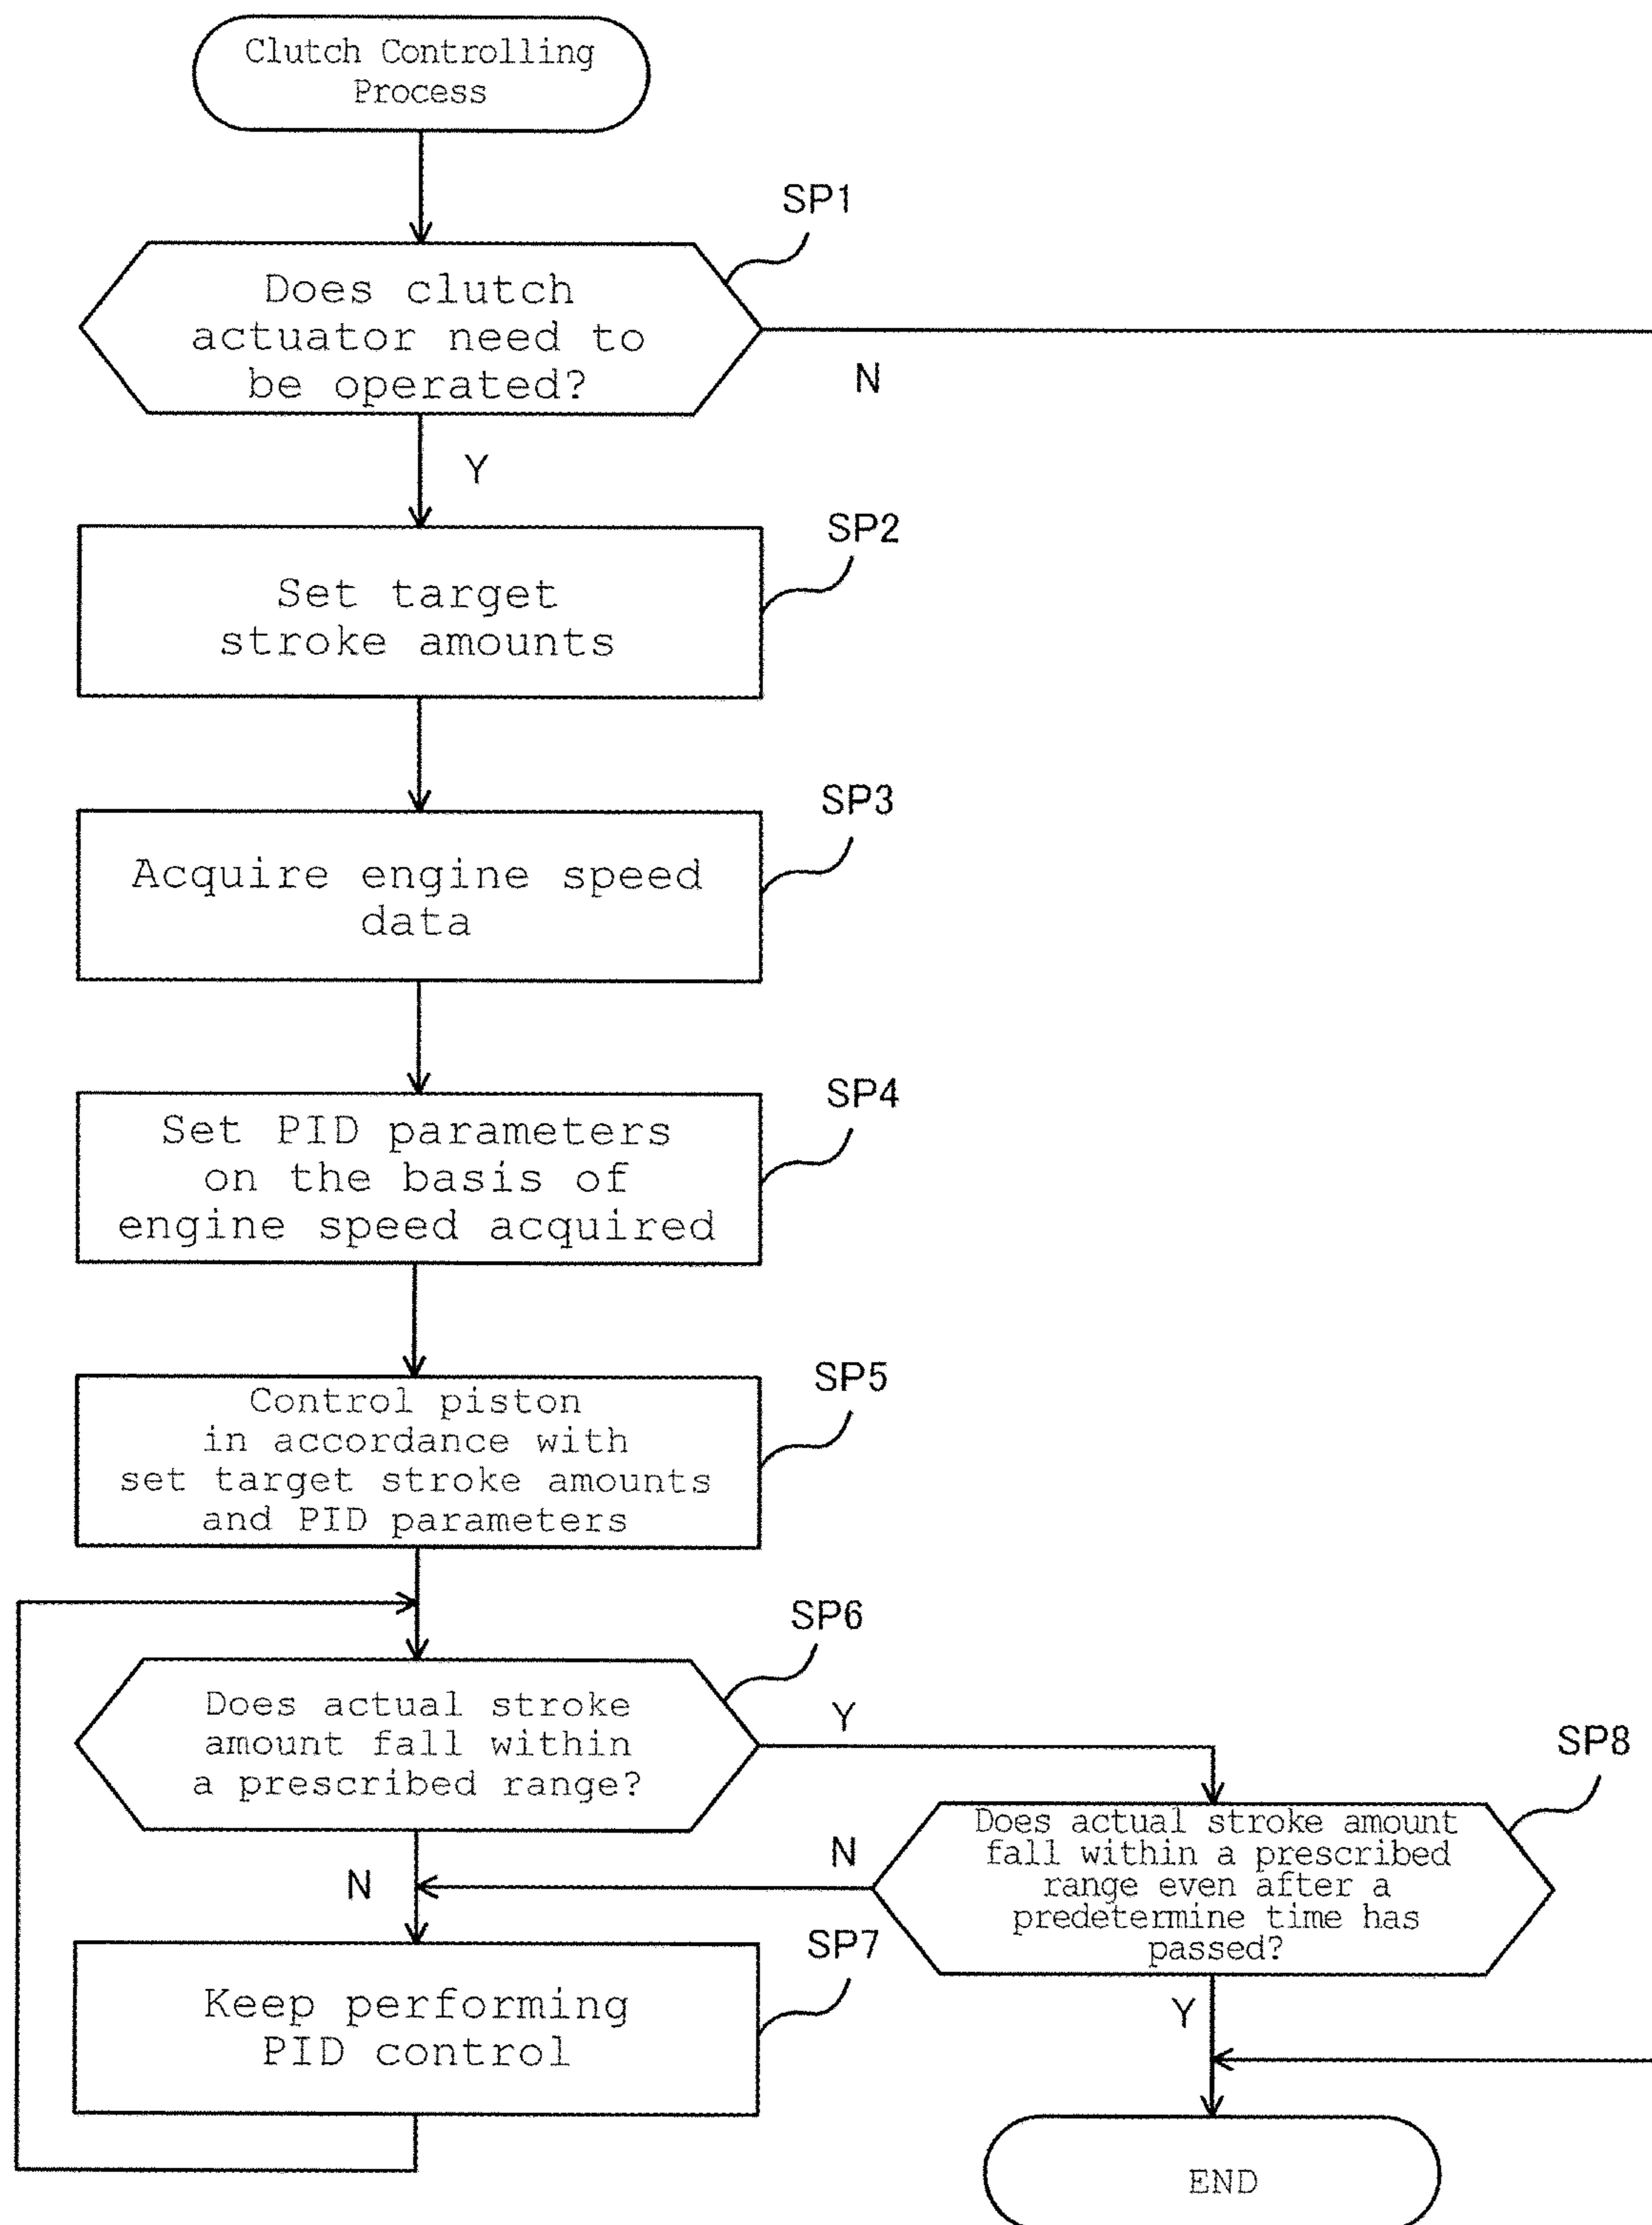 Clutch Controlling
Process
SP1
Does clutch
actuator need to
be operated?
N
Y
SP2
Set target
stroke amounts
SP3
Acquire engine speed
data
SP4
Set PID parameters
on the basis of
engine speed acquired
SP5
Control piston
in accordance with
set target stroke amounts
and PID parameters
SP6
Does actual stroke
amount fall within
a prescribed range?
Y
SP8
Does actual stroke amount
fall within a prescribed
range even after a
predetermine time has
passed?
N
N
SP7
Keep performing
PID control
Y
END